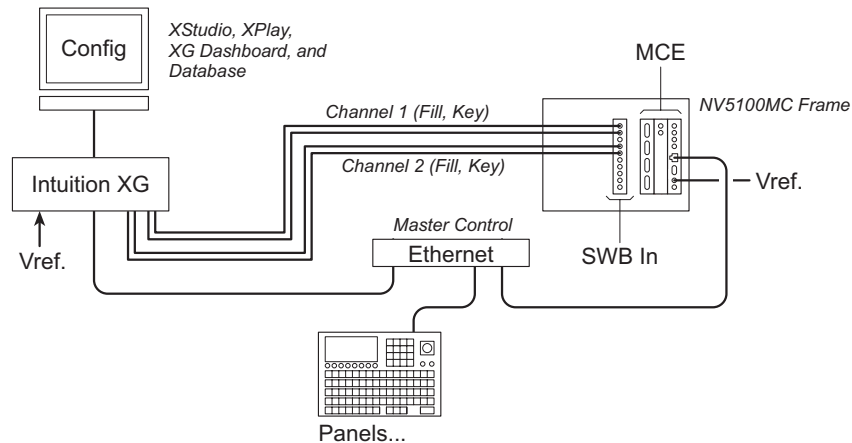 Config
XStudio, XPlay,
XG Dashboard, and
Database
MCE
NV5100MC Frame
Channel 1 (Fill, Key)
Channel 2 (Fill, Key)
Intuition XG
Vref.
Vref.
Master Control
Ethernet
SWB In
Panels...